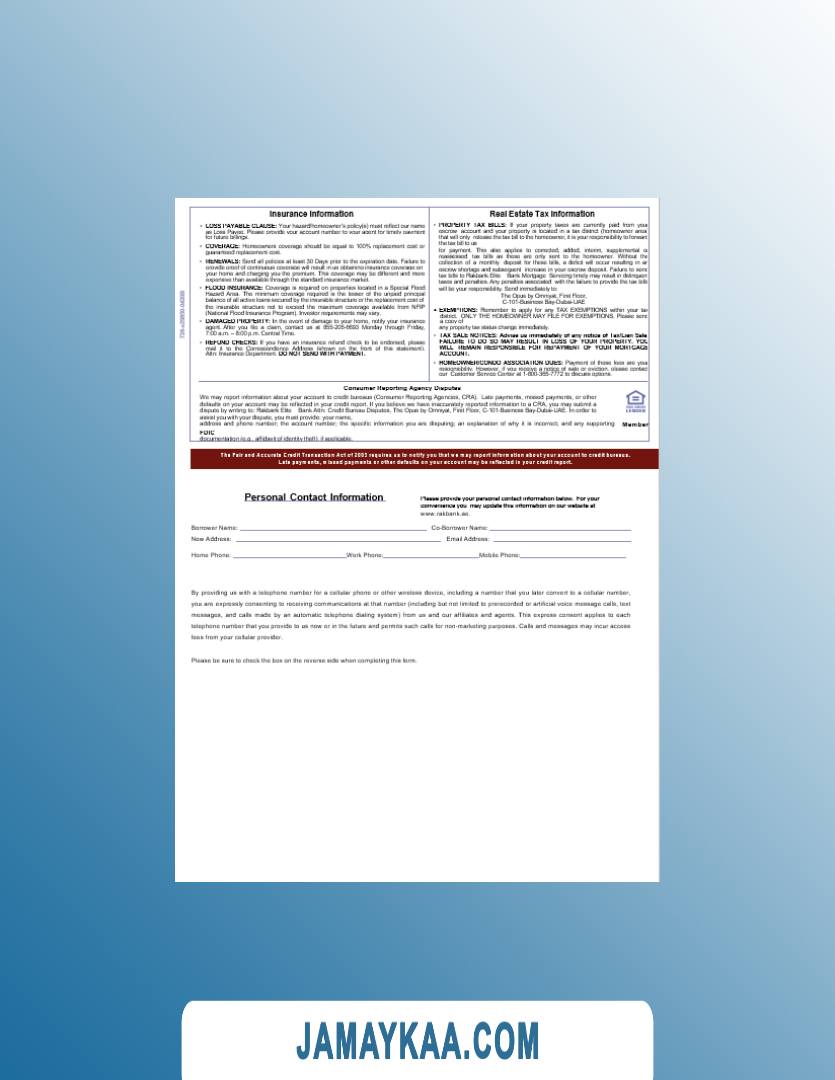 Insurance Information
LOSS PAYABLE CLAUSE: Your hazard/homeowner's policy(s) must reflect our name
as Loss Payee. Please provide your account number to your agent for timely payment
for future billings.
COVERAGE: Homeowners coverage should be equal to 100% replacement cost or
guaranteed replacement cost.
RENEWALS: Send all policies at least 30 Days prior to the expiration date. Failure to
provide proof of continuous coverage will result in us obtaining insurance coverage on
your home and charging you the premium. This coverage may be different and more
expensive than available through the standard insurance market.
FLOOD INSURANCE: Coverage is required on properties located in a Special Flood
Hazard Area. The minimum coverage required is the lesser of the unpaid principal
balance of all active loans secured by the insurable structure or the replacement cost of
the insurable structure not to exceed the maximum coverage available from NFIP
(National Flood Insurance Program). Investor requirements may vary.
DAMAGED PROPERTY: In the event of damage to your home, notify your insurance
agent. After you file a claim, contact us at 855-205-8693 Monday through Friday,
7:00 a.m. – 8:00 p.m. Central Time.
REFUND CHECKS: If you have an insurance refund check to be endorsed, please
mail it to the Correspondence Address (shown on the front of this statement).
Attn: Insurance Department. DO NOT SEND WITH PAYMENT.
Real Estate Tax Information
PROPERTY TAX BILLS: If your property taxes are currently paid from your
escrow account and your property is located in a tax district (homeowner area
that will only release the tax bill to the homeowner, it is your responsibility to forward
the tax bill to us
for payment. This also applies to corrected, added, interim, supplemental
reassessed tax bills as those are only sent to the homeowner. Without the
collection of a monthly deposit for these bills, a deficit will occur resulting in
escrow shortage and subsequent increase in your escrow deposit. Failure to send
tax bills to Rakbank Elite Bank Mortgage Servicing timely may result in delinquent
taxes and penalties. Any penalties associated with the failure to provide the tax bills
will be your responsibility. Send immediately to:
The Opus by Omniyat, First Floor,
C-101-Business Bay-Dubai-UAE.
EXEMPTIONS: Remember to apply for any TAX EXEMPTIONS within your
district. ONLY THE HOMEOWNER MAY FILE FOR EXEMPTIONS. Please send
a copy of
any property tax status change immediately.
TAX SALE NOTICES: Advise us immediately of any notice of Tax/Lien Sale
FAILURE TO DO SO MAY RESULT IN LOSS OF YOUR PROPERTY. YOU
WILL REMAIN RESPONSIBLE FOR REPAYMENT OF YOUR MORTGAGE
ACCOUNT.
HOMEOWNER/CONDO ASSOCIATION DUES: Payment of these fees are your
responsibility. However, if you receive a notice of sale or eviction, please contact
our Customer Service Center at 1-800-365-7772 to discuss options.
Consumer Reporting Agency Disputes
We may report information about your account to credit bureaus (Consumer Reporting Agencies, CRA). Late payments, missed payments, or other
defaults on your account may be reflected in your credit report. If you believe we have inaccurately reported information to a CRA, you may submit a
dispute by writing to: Rakbank Elite Bank Attn: Credit Bureau Disputes, The Opus by Omniyat, First Floor, C-101-Business Bay-Dubai-UAE. In order to
assist you with your dispute, you must provide: your name,
address and phone number; the account number; the specific information you are disputing; an explanation of why it is incorrect; and any supporting Member
FDIC
documentation (e.g., affidavit of identity theft), if applicable.
LENDER
The Fair and Accurate Credit Transaction Act of 2003 requires us to notify you that we may report information about your account to credit bureaus.
Late payments, missed payments or other defaults on your account may be reflected in your credit report.
Personal Contact Information
Please provide your personal contact information below. For your
convenience you may update this information on our website at
www.rakbank.ae.
Borrower Name: Co-Borrower Name:
New Address: Email Address:
Home Phone: Work Phone: Mobile Phone:
By providing us with a telephone number for a cellular phone or other wireless device, including a number that you later convert to a cellular number,
you are expressly consenting to receiving communications at that number (including but not limited to prerecorded or artificial voice message calls, text
messages, and calls made by an automatic telephone dialing system) from us and our affiliates and agents. This express consent applies to each
telephone number that you provide to us now or in the future and permits such calls for non-marketing purposes. Calls and messages may incur access
fees from your cellular provider.
Please be sure to check the box on the reverse side when completing this form.
JAMAYKAA.COM